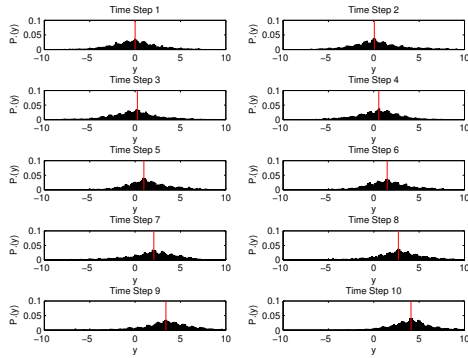 Time Step 1
0.1
0.05
0
−10 −5 0 5 10
P.(y)
y
Time Step 2
0.1
0.05
0
−10 −5 0 5 10
P.(y)
y
Time Step 3
0.1
0.05
0
−10 −5 0 5 10
P.(y)
y
Time Step 4
0.1
0.05
0
−10 −5 0 5 10
P.(y)
y
Time Step 5
0.1
0.05
0
−10 −5 0 5 10
P.(y)
y
Time Step 6
0.1
0.05
0
−10 −5 0 5 10
P.(y)
y
Time Step 7
0.1
0.05
0
−10 −5 0 5 10
P.(y)
y
Time Step 8
0.1
0.05
0
−10 −5 0 5 10
P.(y)
y
Time Step 9
0.1
0.05
0
−10 −5 0 5 10
P.(y)
y
Time Step 10
0.1
0.05
0
−10 −5 0 5 10
P.(y)
y